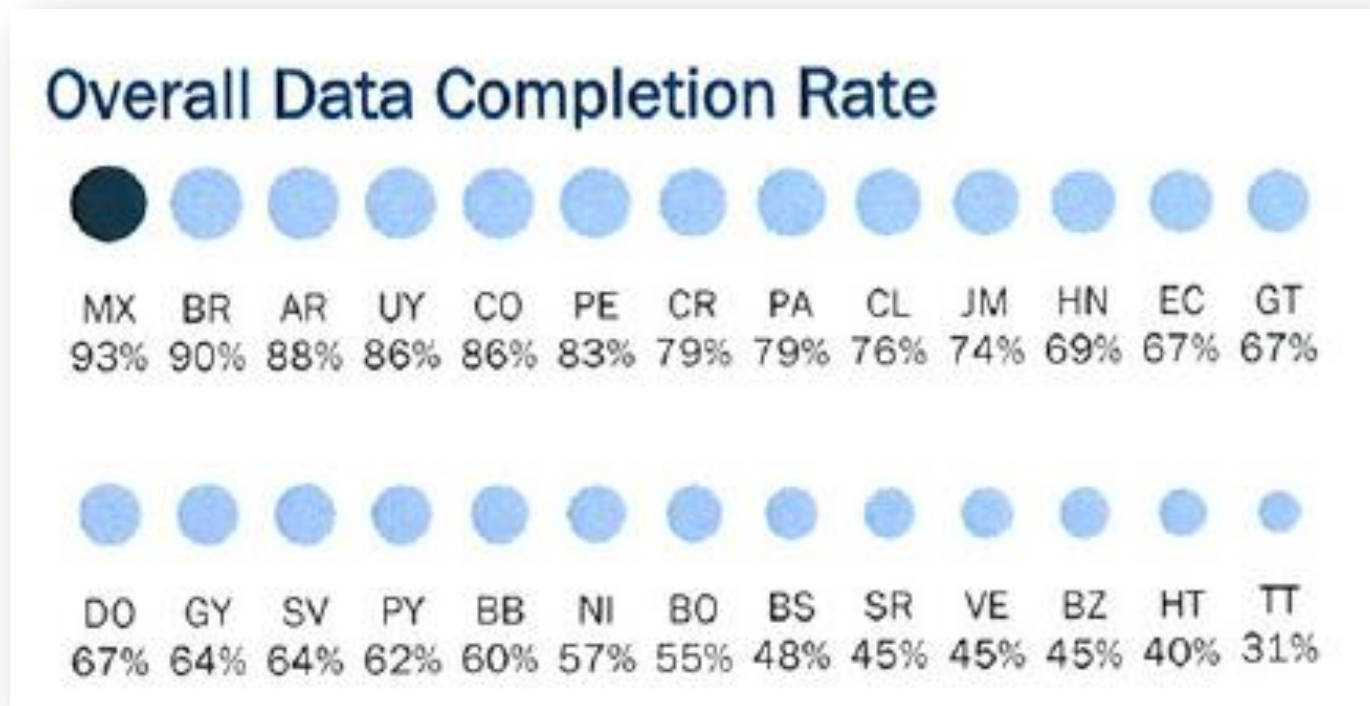 Overall Data Completion Rate
MX BR AR UY CO PE CR PA CL JM HN EC GT
93% 90% 88% 86% 86% 83% 79% 79% 76% 74% 69% 67% 67%
DO GY SV PY BB NI BO BS SR VE BZ HT TT
67% 64% 64% 62% 60% 57% 55% 48% 45% 45% 45% 40% 31%